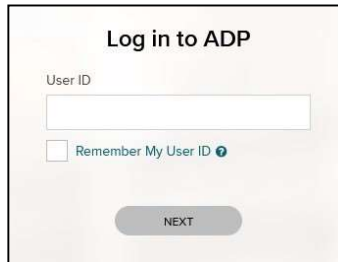 Log in to ADP
User ID
Remember My User ID ?
NEXT